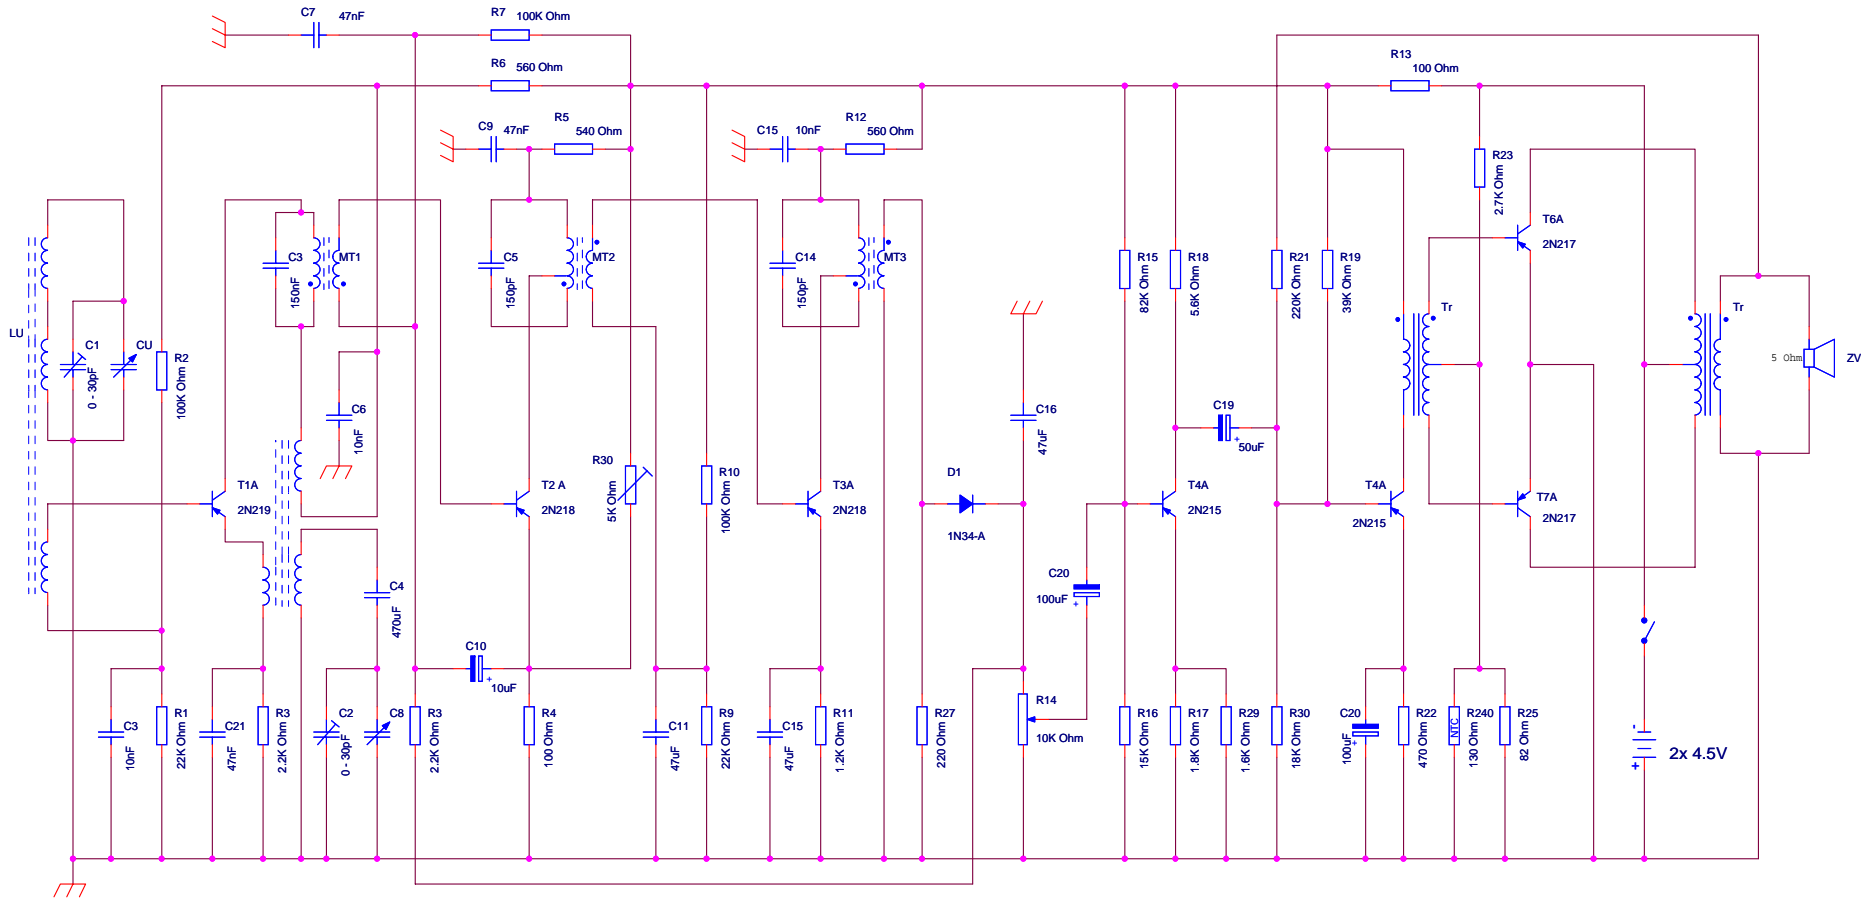 C7 47nF
R7 100K Ohm
R6 560 Ohm
R13
100 Ohm
C9 47nF
R5
540 Ohm
C15 10nF
R12
560 Ohm
R23
2.7K Ohm
T6A
2N217
C3
150nF
MT1
C5
150pF
MT2
C14
150pF
MT3
R15
82K Ohm
R18
5.6K Ohm
R21
220K Ohm
R19
39K Ohm
Tr
Tr
LU
C1
0 - 30pF
CU
R2
100K Ohm
5 Ohm
ZV
C6
10nF
C16
47uF
C19
+
50uF
R30
5K Ohm
R10
100K Ohm
D1
1N34-A
T1A
2N219
T2 A
2N218
T3A
2N218
T4A
2N215
T4A
2N215
T7A
2N217
C4
470uF
C20
100uF
+
C10
+
10uF
C3
10nF
R1
22K Ohm
C21
47nF
R3
2.2K Ohm
C2
0 - 30pF
C8
R3
2.2K Ohm
R4
100 Ohm
C11
47uF
R9
22K Ohm
C15
47uF
R11
1.2K Ohm
R27
220 Ohm
R14
10K Ohm
R16
15K Ohm
R17
1.8K Ohm
R29
1.6K Ohm
R30
18K Ohm
C20
100uF
+
R22
470 Ohm
NTC
R240
130 Ohm
R25
82 Ohm
-
+
2x 4.5V